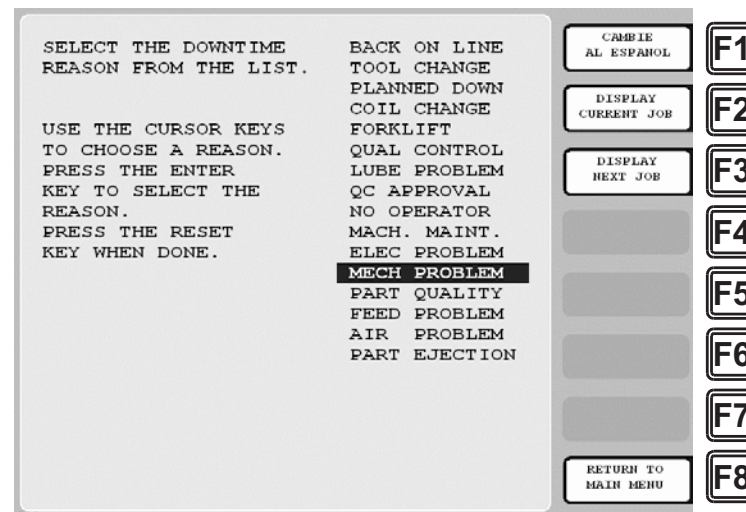 SELECT THE DOWNTIME
REASON FROM THE LIST.
USE THE CURSOR KEYS
TO CHOOSE A REASON.
PRESS THE ENTER
KEY TO SELECT THE
REASON.
PRESS THE RESET
KEY WHEN DONE.
BACK ON LINE
TOOL CHANGE
PLANNED DOWN
COIL CHANGE
FORKLIFT
QUAL CONTROL
LUBE PROBLEM
QC APPROVAL
NO OPERATOR
MACH. MAINT.
ELEC PROBLEM
MECH PROBLEM
PART QUALITY
FEED PROBLEM
AIR PROBLEM
PART EJECTION
CAMBIE
AL ESPANOL
F1
DISPLAY
CURRENT JOB
F2
DISPLAY
NEXT JOB
F3
F4
F5
F6
F7
RETURN TO
MAIN MENU
F8